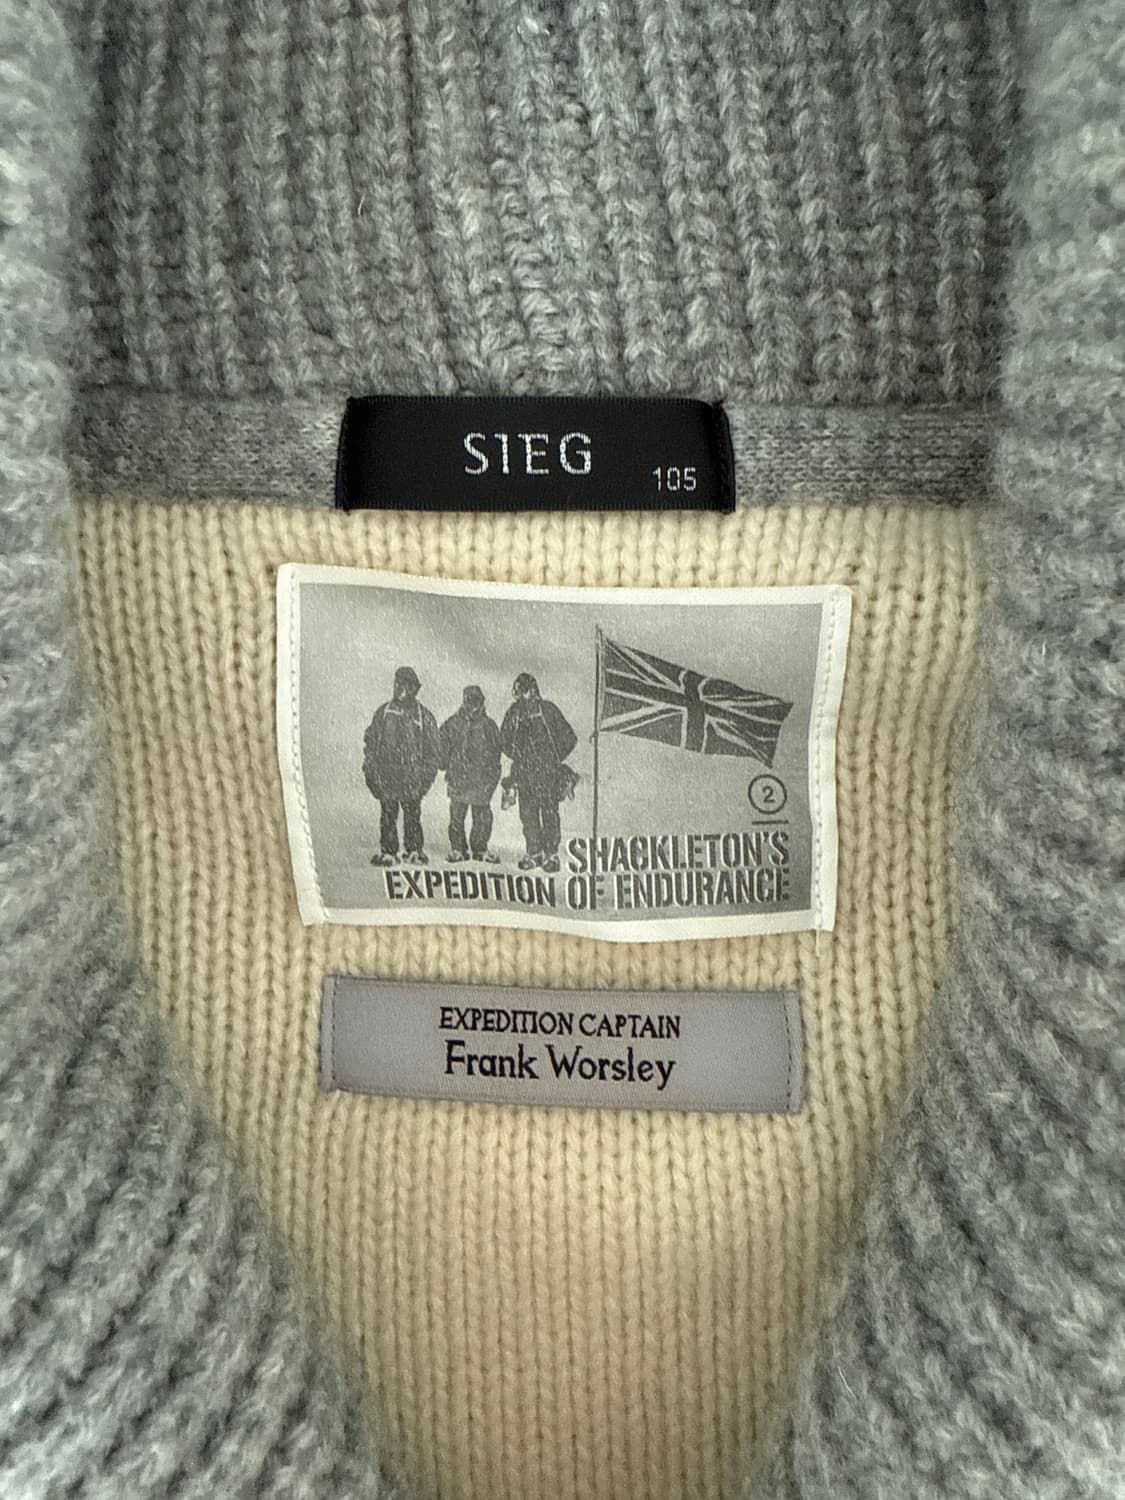 SIEG
105
2
SHACKLETON'S
EXPEDITION OF ENDURANCE
EXPEDITION CAPTAIN
Frank Worsley